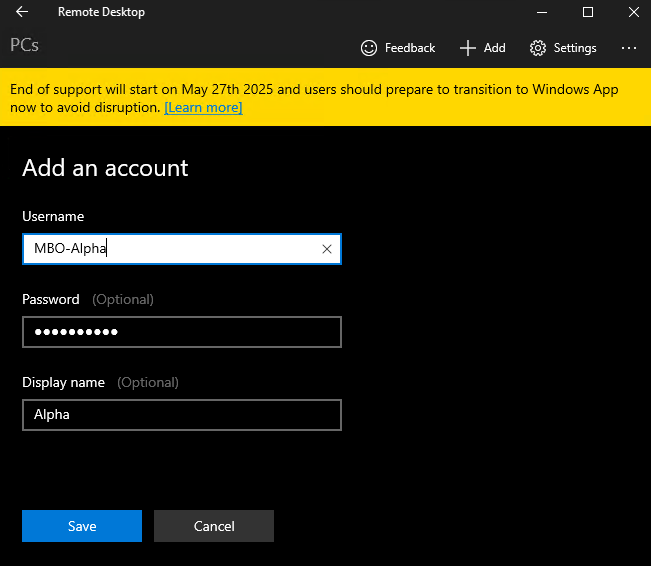 Remote Desktop
PCs
Feedback
Add
Settings
End of support will start on May 27th 2025 and users should prepare to transition to Windows App
now to avoid disruption. [Learn more]
Add an account
Username
MBO-Alpha
Password (Optional)
●●●●●●●●●●
Display name (Optional)
Alpha
Save
Cancel